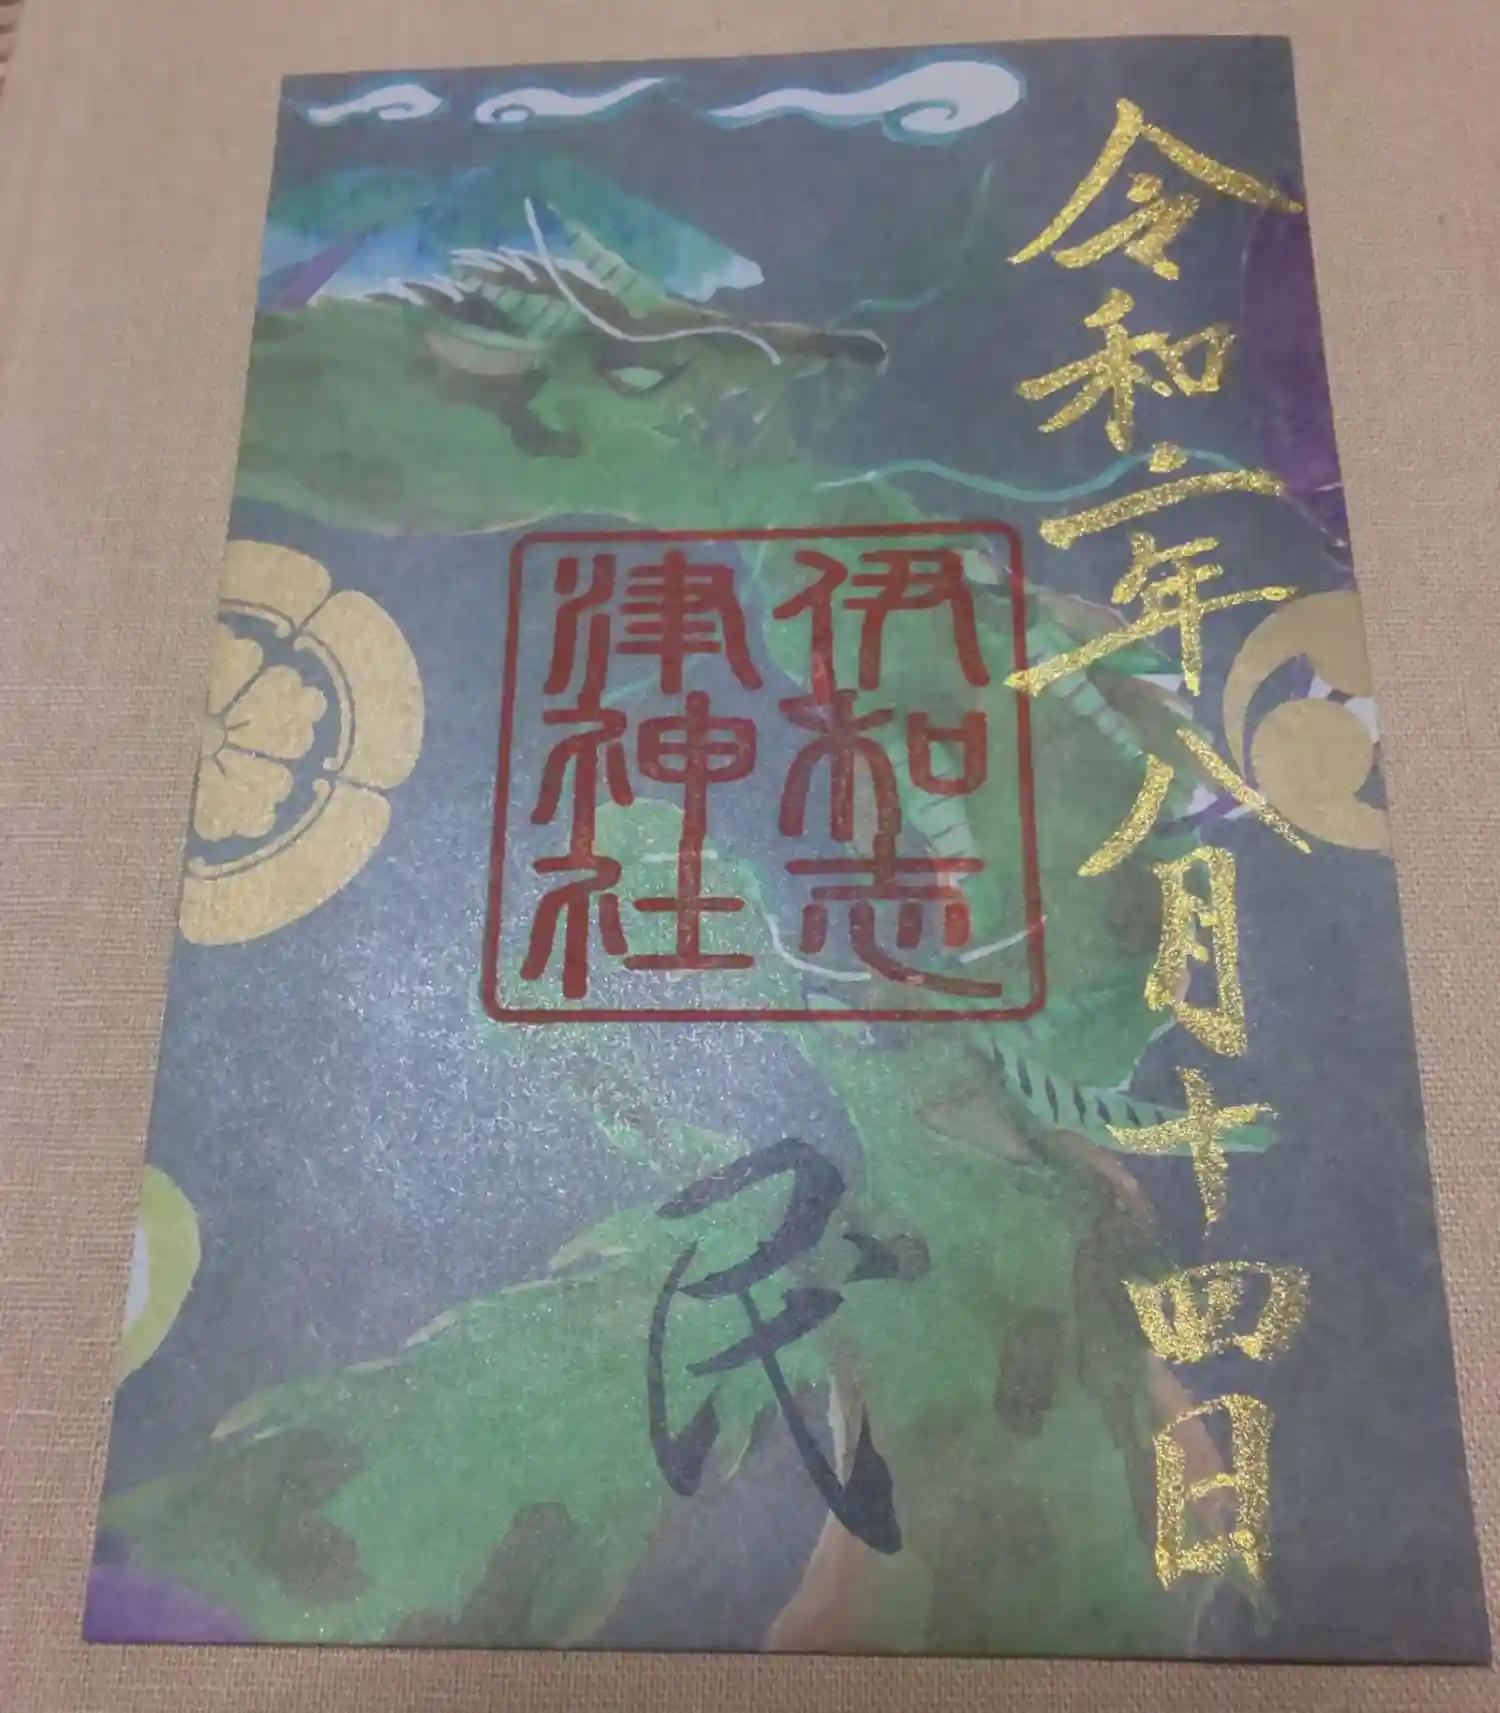 令和二年八月十四日
伊和志
津神社
民